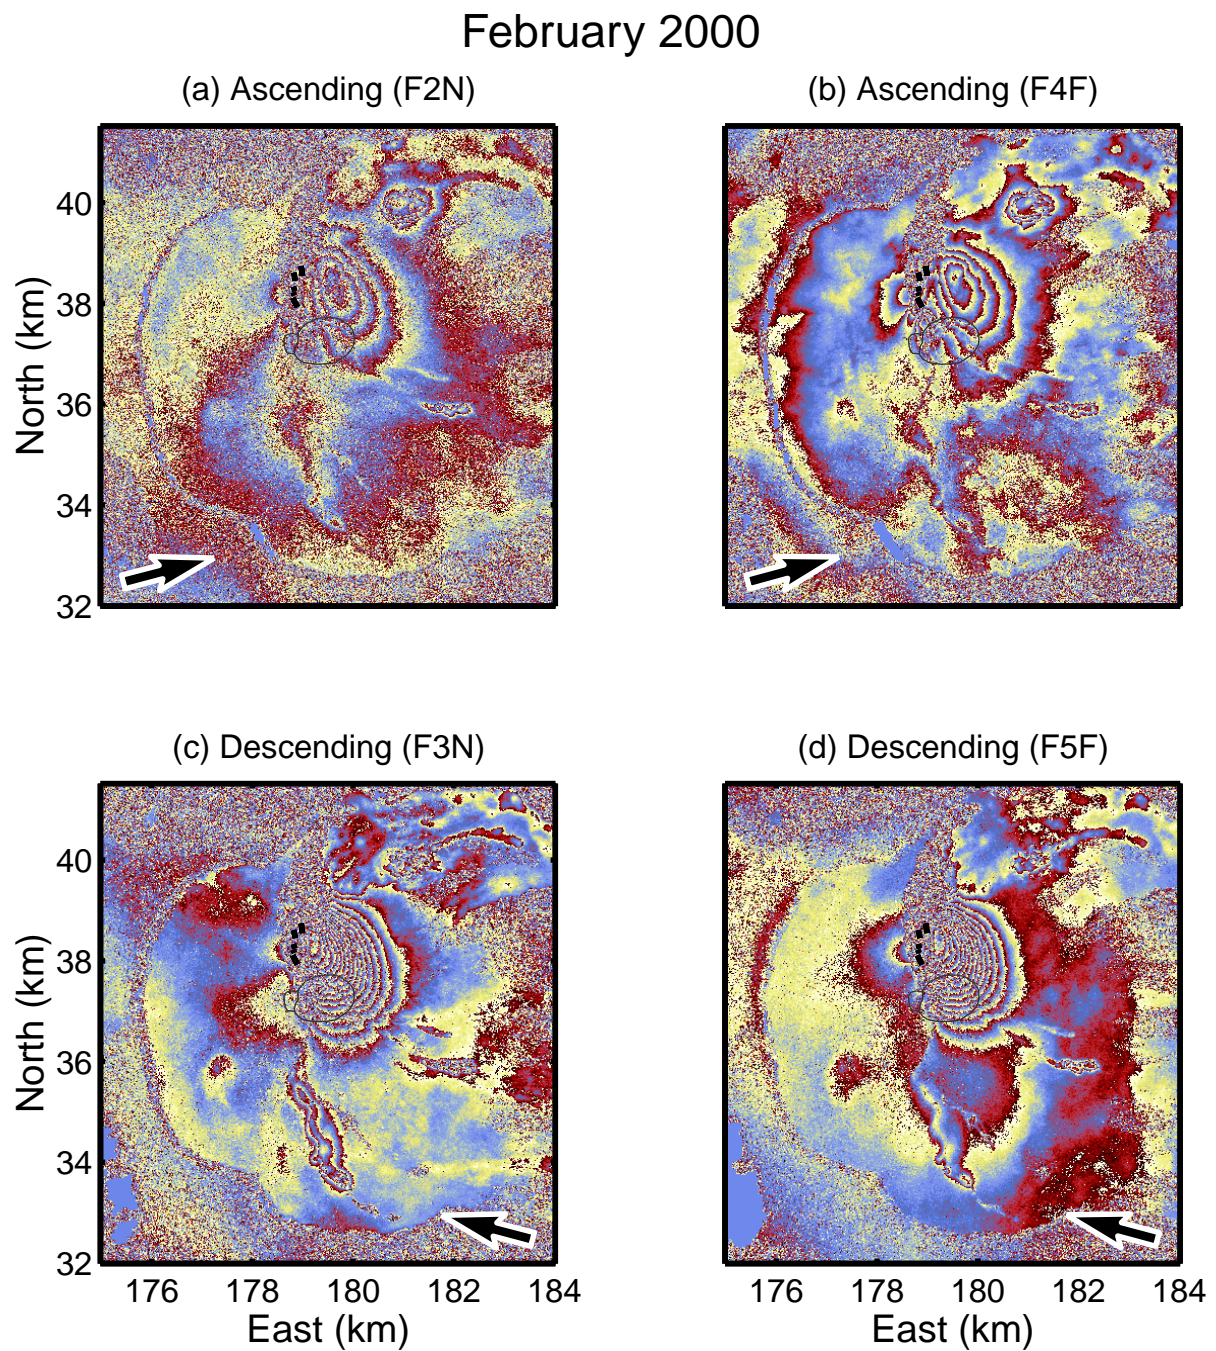 February 2000
(a) Ascending (F2N)
(b) Ascending (F4F)
North (km)
40
38
36
34
32
(c) Descending (F3N)
(d) Descending (F5F)
North (km)
40
38
36
34
32
176 178 180 182 184
176 178 180 182 184
East (km)
East (km)